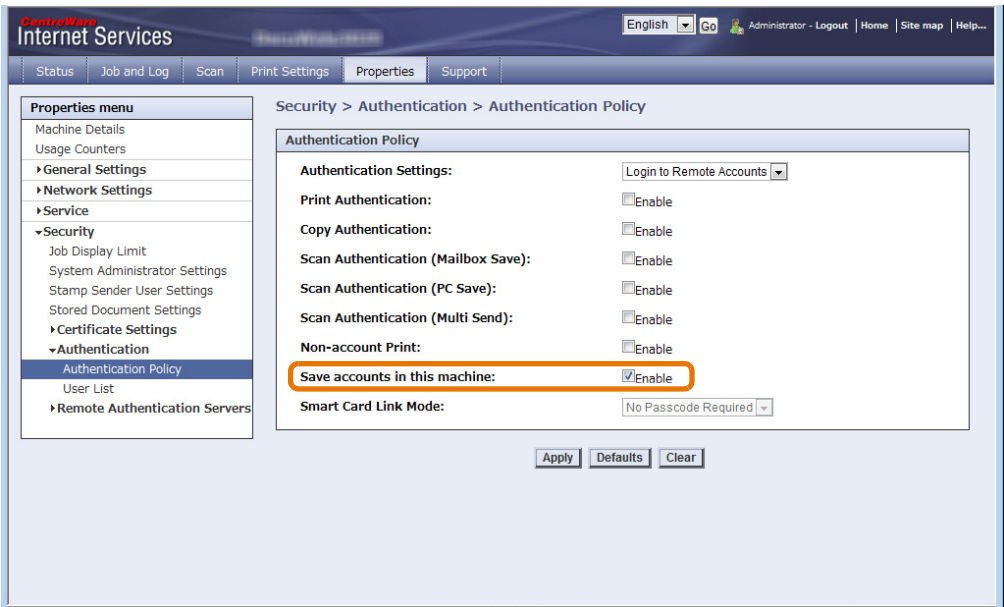 CentreWare
Internet Services
English Go Administrator - Logout | Home | Site map | Help...
Status Job and Log Scan Print Settings Properties Support
Properties menu
Machine Details
Usage Counters
General Settings
Network Settings
Service
Security
Job Display Limit
System Administrator Settings
Stamp Sender User Settings
Stored Document Settings
Certificate Settings
Authentication
Authentication Policy
User List
Remote Authentication Servers
Security > Authentication > Authentication Policy
Authentication Policy
Authentication Settings: Login to Remote Accounts
Print Authentication: Enable
Copy Authentication: Enable
Scan Authentication (Mailbox Save): Enable
Scan Authentication (PC Save): Enable
Scan Authentication (Multi Send): Enable
Non-account Print: Enable
Save accounts in this machine: Enable
Smart Card Link Mode: No Passcode Required
Apply Defaults Clear